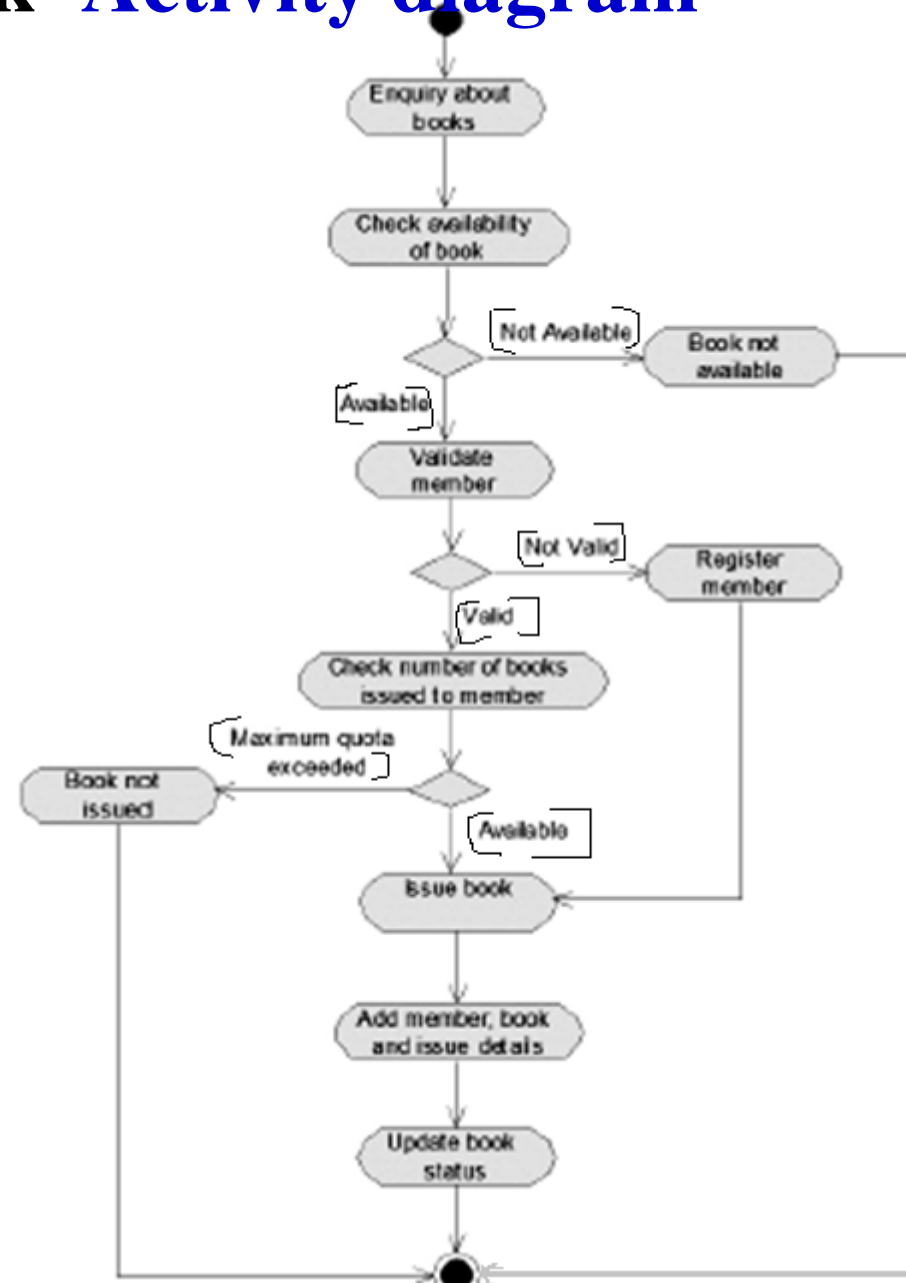 Activity diagram
Enquiry about
books
Check availability
of book
Not Available
Book not
available
Available
Validate
member
Not Valid
Register
member
Valid
Check number of books
issued to member
Maximum quota
exceeded
Book not
issued
Available
Issue book
Add member, book
and issue details
Update book
status